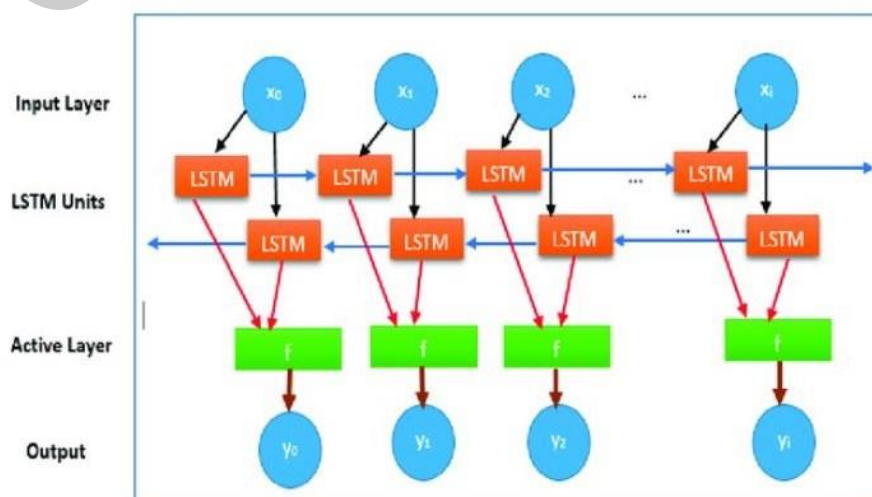 Input Layer x₀ x₁ x₂ ... xᵢ
LSTM LSTM LSTM ... LSTM
LSTM Units
LSTM LSTM LSTM ... LSTM
Active Layer f f f f
Output y₀ y₁ y₂ yᵢ